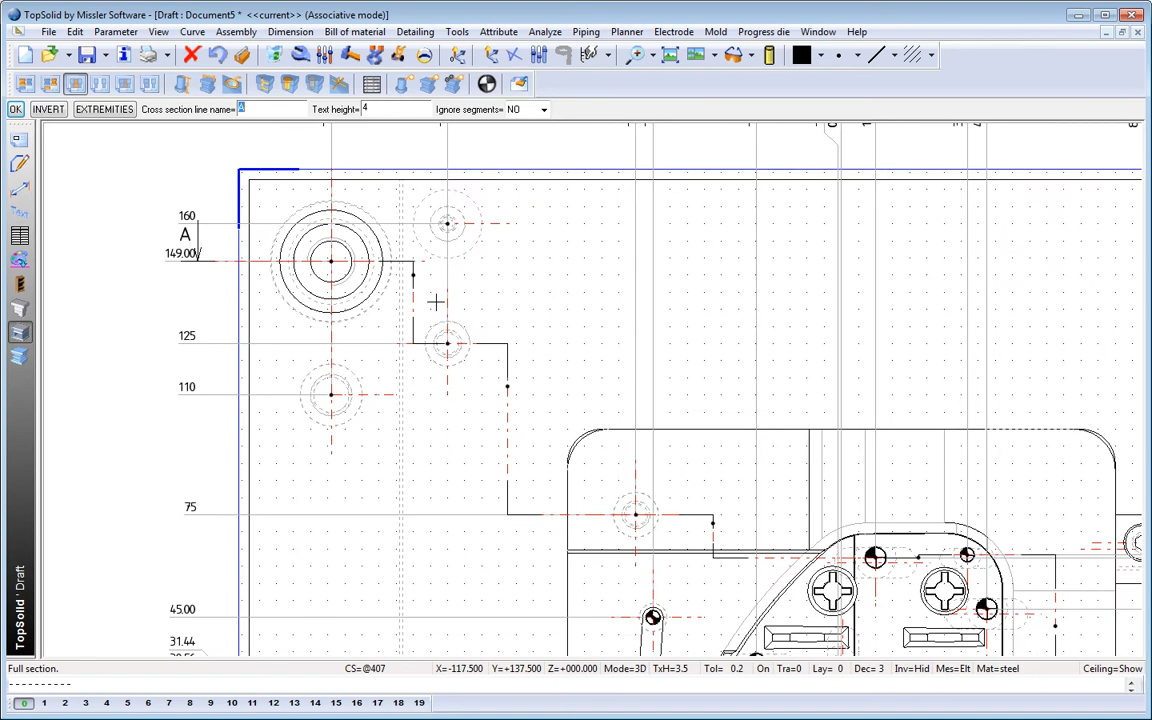 TopSolid by Missler Software - [Draft : Document5 *  <<current>> (Associative mode)]
File Edit Parameter View Curve Assembly Dimension Bill of material Detailing Tools Attribute Analyze Piping Planner Electrode Mold Progress die Window Help
OK INVERT EXTREMITIES Cross section line name= A Text height= 4 Ignore segments= NO
160
A
149.00
125
110
75
45.00
31.44
TopSolid ' Draft
Full section. CS=@407 X=-117.500 Y=+137.500 Z=+000.000 Mode=3D TxH=3.5 Tol= 0.2 On Tra=0 Lay= 0 Dec= 3 Inv=Hid Mes=Elt Mat=steel Ceiling=Show
----------
0 1 2 3 4 5 6 7 8 9 10 11 12 13 14 15 16 17 18 19